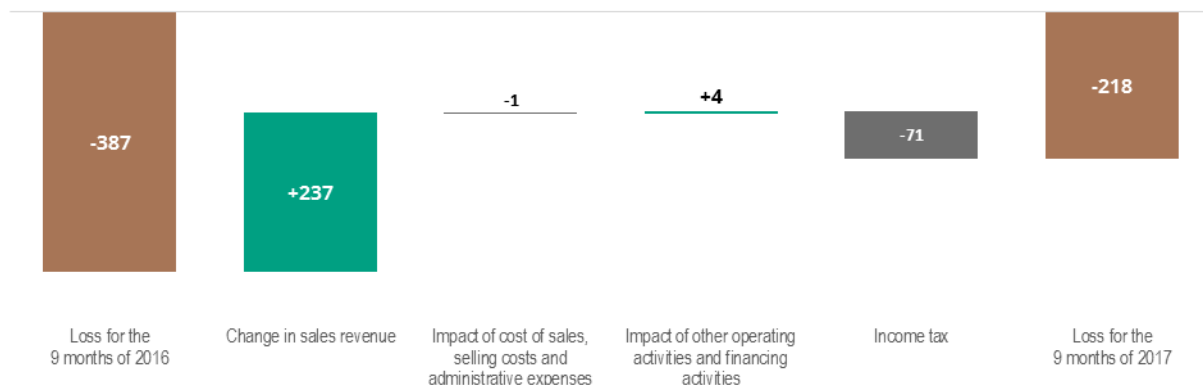 -387
+237
-1
+4
-71
-218
Loss for the
9 months of 2016
Change in sales revenue
Impact of cost of sales,
selling costs and
administrative expenses
Impact of other operating
activities and financing
activities
Income tax
Loss for the
9 months of 2017